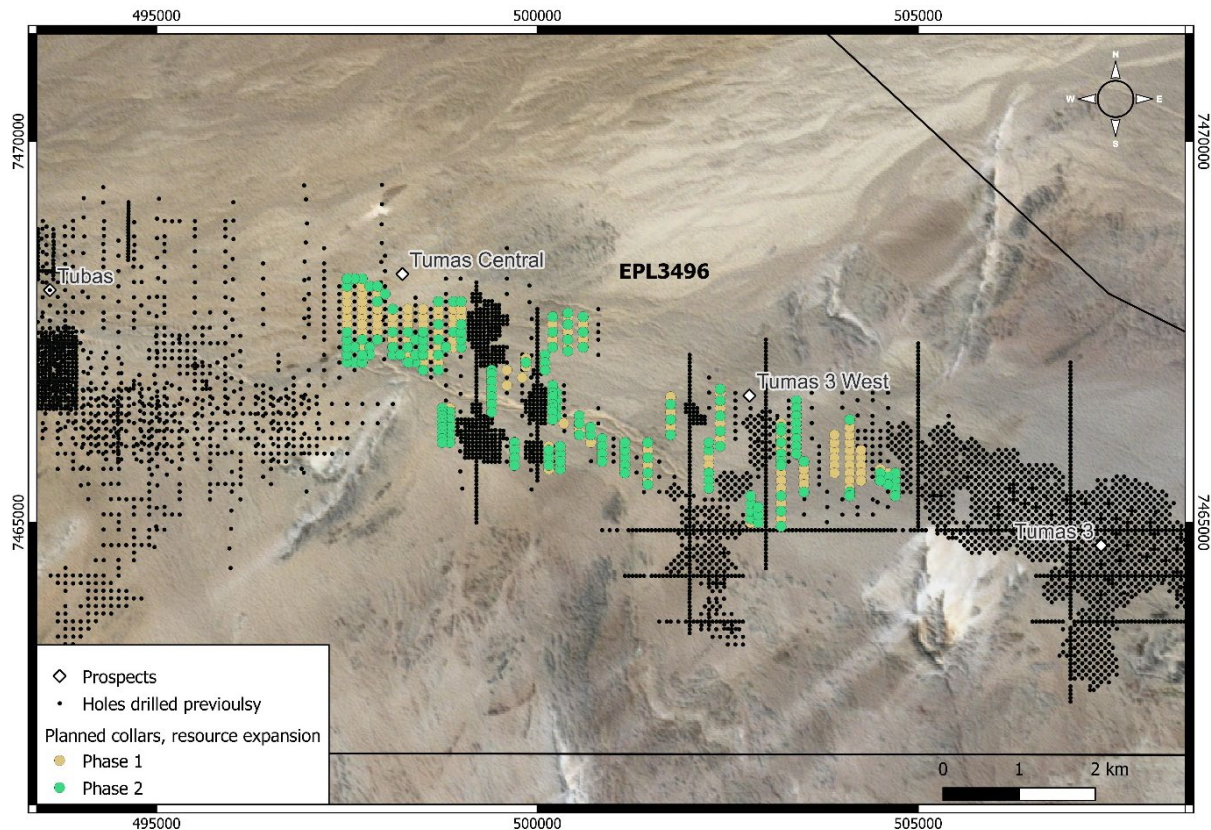 495000 500000 505000
N
W E
S
7470000 7470000
Tumas Central
EPL3496
Tubas
Tumas 3 West
7465000 7465000
Tumas 3
Prospects
Holes drilled previoulsy
Planned collars, resource expansion
Phase 1
Phase 2
0 1 2 km
495000 500000 505000